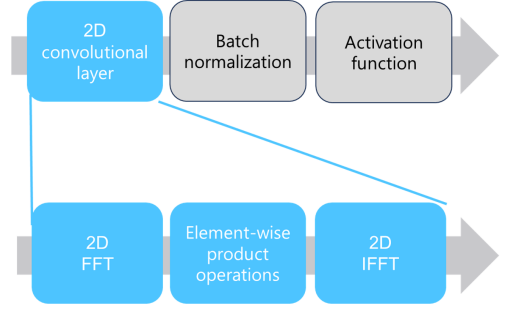 2D
convolutional
layer
Batch
normalization
Activation
function
2D
FFT
Element-wise
product
operations
2D
IFFT